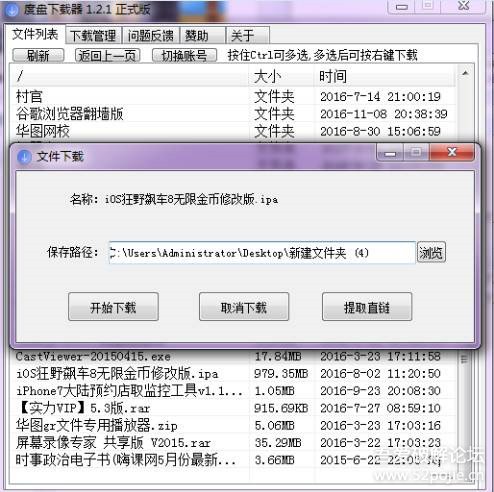 度盘下载器 1.2.1 正式版
文件列表 下载管理 问题反馈 赞助 关于
刷新 返回上一页 切换账号 按住Ctrl可多选,多选后可按右键下载
/ 大小 时间
村官 文件夹 2016-7-14 21:00:19
谷歌浏览器翻墙版 文件夹 2016-11-08 20:38:39
华图网校 文件夹 2016-8-30 15:06:59
文件下载
名称: iOS狂野飙车8无限金币修改版.ipa
保存路径: C:\Users\Administrator\Desktop\新建文件夹 (4) 浏览
开始下载 取消下载 提取直链
CastViewer-20150415.exe 17.84MB 2016-3-23 17:11:58
iOS狂野飙车8无限金币修改版.ipa 979.35MB 2016-8-02 11:20:50
iPhone7大陆预约店取监控工具v1.1... 1.05MB 2016-9-23 20:08:30
【实力VIP】5.3版.rar 915.69KB 2016-7-27 08:59:10
华图gr文件专用播放器.zip 5.06MB 2016-3-23 17:03:16
屏幕录像专家 共享版 V2015.rar 35.29MB 2016-3-22 17:03:23
时事政治电子书(嗨课网5月份最新... 3.66MB 2015-6-22
吾爱破解论坛
www.52pojie.cn